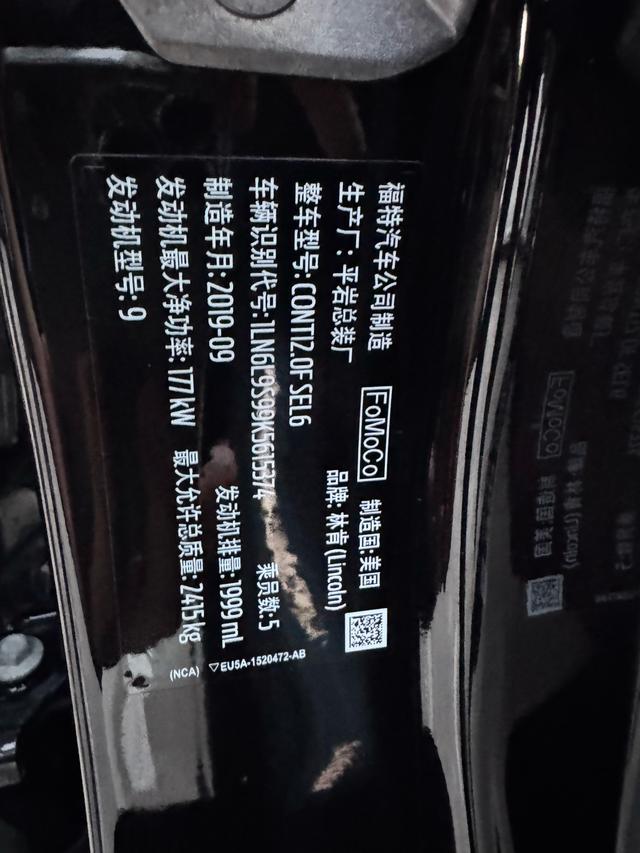 福特汽车公司制造 FoMoCo 制造国:美国
生产厂: 平岩总装厂 品牌: 林肯(Lincoln)
整车型号: CONT12.0FSEL6
车辆识别代号: 1LN6L9S99K5615374 乘员数:5
制造年月: 2019-09 发动机排量: 1999 mL
发动机最大净功率: 177 kW 最大允许总质量: 2415 kg
发动机型号: 9
(NCA) ▽EU5A-1520472-AB